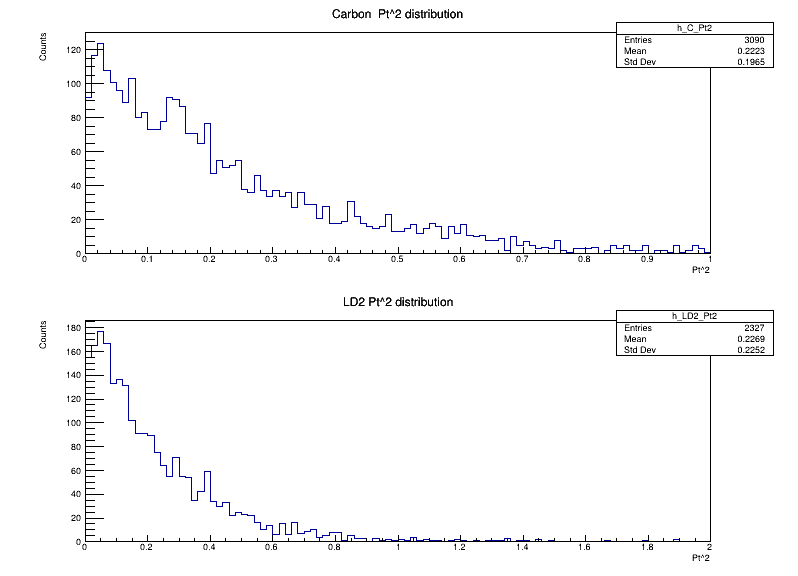 Carbon  Pt^2 distribution
h_C_Pt2
Entries 3090
Mean 0.2223
Std Dev 0.1965
Counts
120
100
80
60
40
20
0
0 0.1 0.2 0.3 0.4 0.5 0.6 0.7 0.8 0.9 1
Pt^2
LD2 Pt^2 distribution
h_LD2_Pt2
Entries 2327
Mean 0.2269
Std Dev 0.2252
Counts
180
160
140
120
100
80
60
40
20
0
0 0.2 0.4 0.6 0.8 1 1.2 1.4 1.6 1.8 2
Pt^2